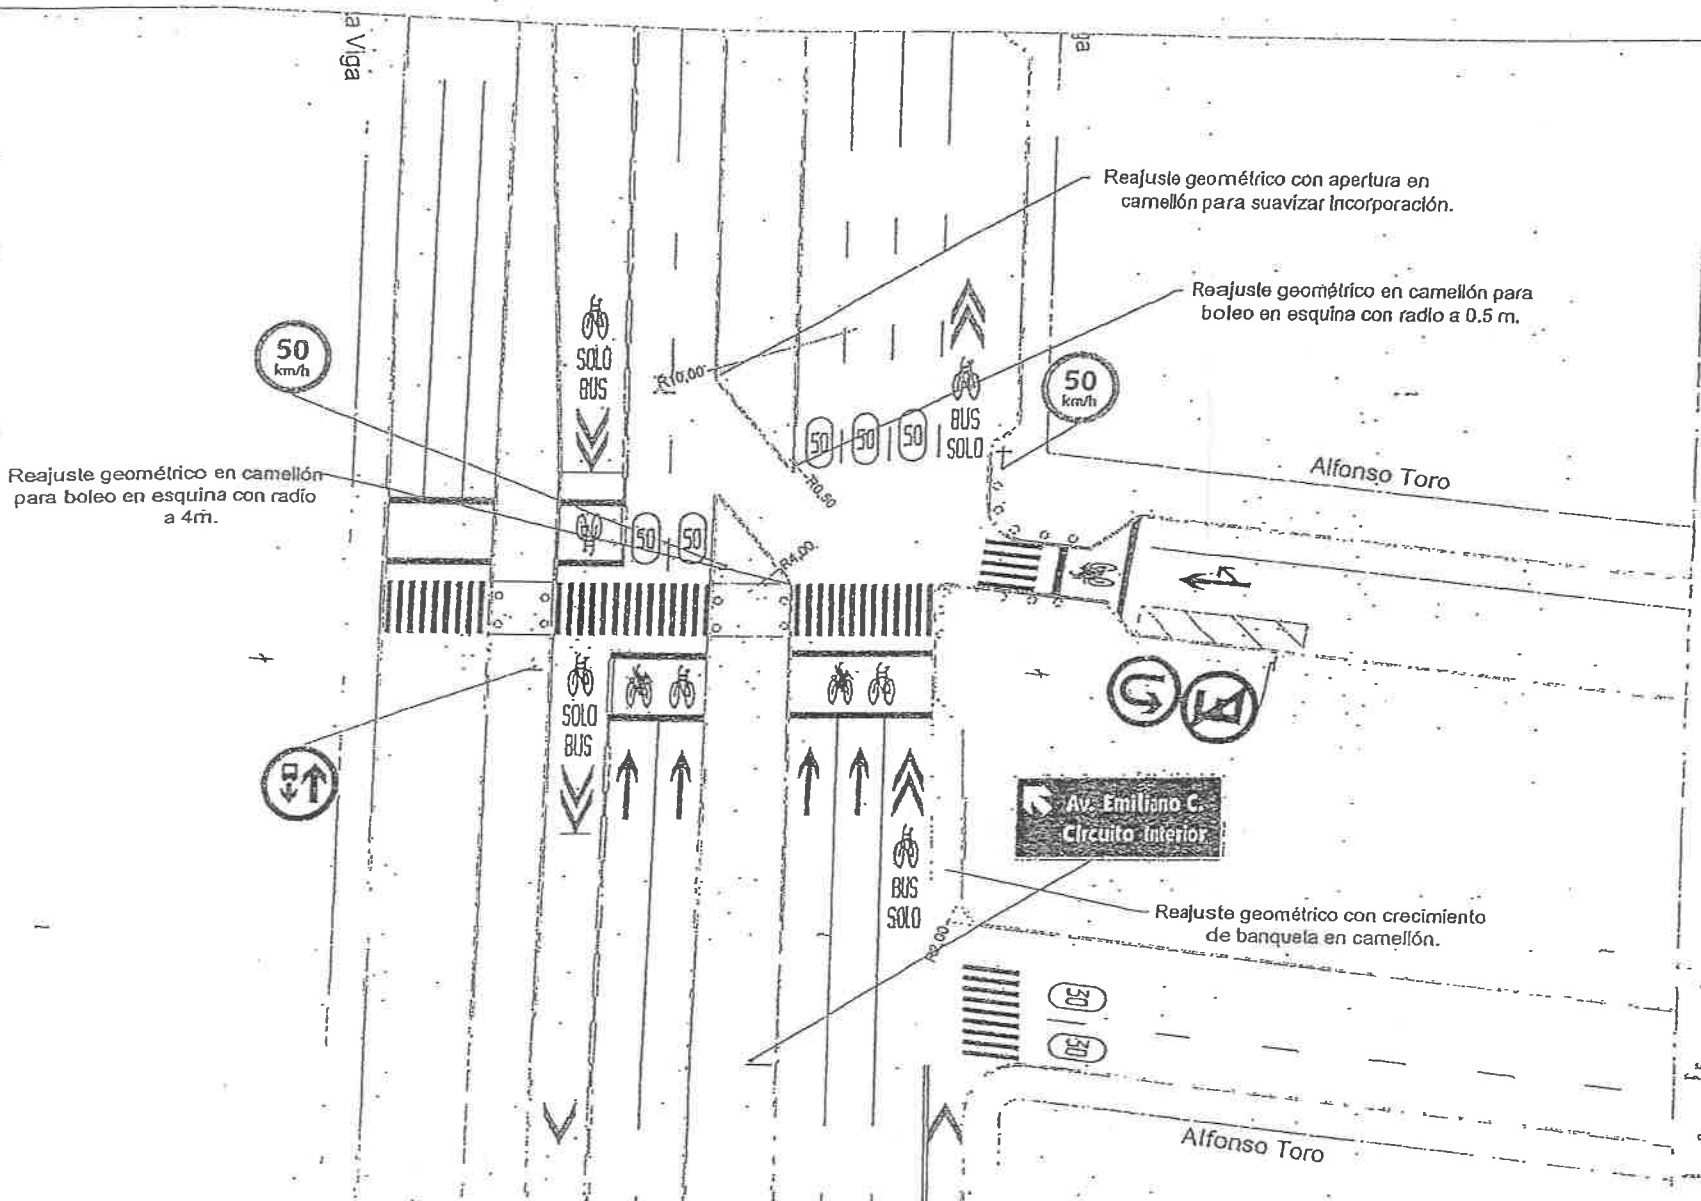 a Viga
ga
Reajuste geométrico con apertura en
camellón para suavizar incorporación.
Reajuste geométrico en camellón para
boleo en esquina con radio a 0.5 m.
50
km/h
SOLO
BUS
R10,00
50
km/h
50
50
50
BUS
SOLO
Alfonso Toro
Reajuste geométrico en camellón
para boleo en esquina con radio
a 4m.
R0,50
50
50
R4,00
SOLO
BUS
Av. Emiliano C.
Circuito Interior
BUS
SOLO
Reajuste geométrico con crecimiento
de banqueta en camellón.
30
30
Alfonso Toro